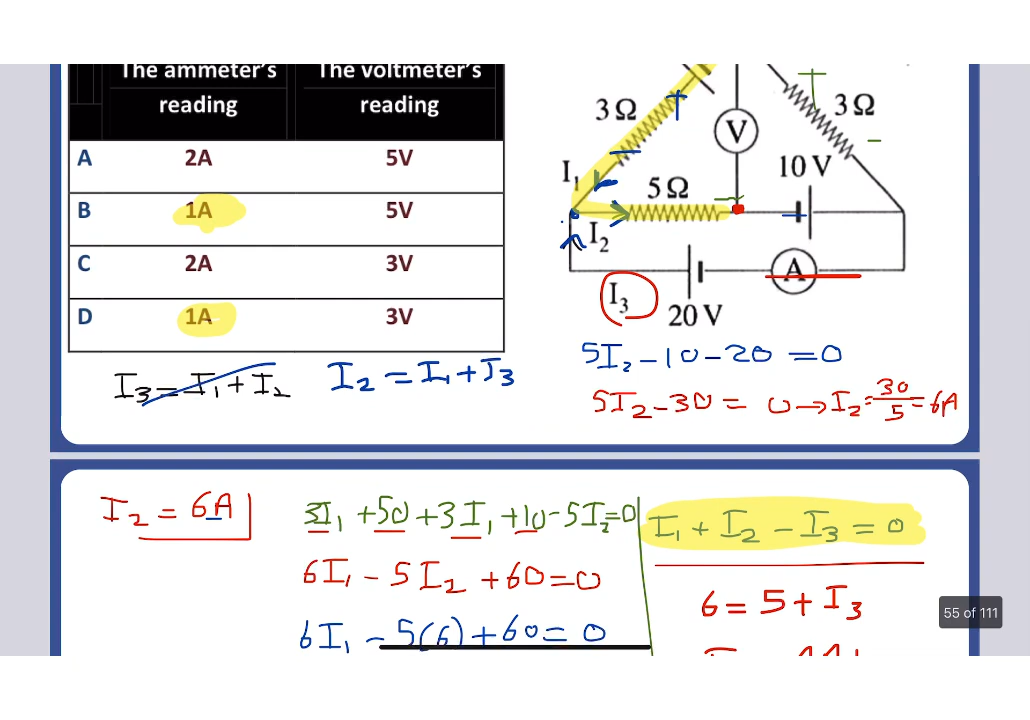 The ammeter's The voltmeter's
reading reading
A 2A 5V
B 1A 5V
C 2A 3V
D 1A 3V
3 Ω
3 Ω
V
10 V
I₁
5 Ω
I₂
A
I₃
20 V
I₃ = I₁ + I₂
I₂ = I₁ + I₃
5I₂ - 10 - 20 = 0
5I₂ - 30 = 0 → I₂ = 30/5 = 6A
I₂ = 6A
3I₁ + 50 + 3I₁ + 10 - 5I₂ = 0
6I₁ - 5I₂ + 60 = 0
6I₁ - 5(6) + 60 = 0
I₁ + I₂ - I₃ = 0
6 = 5 + I₃
55 of 111